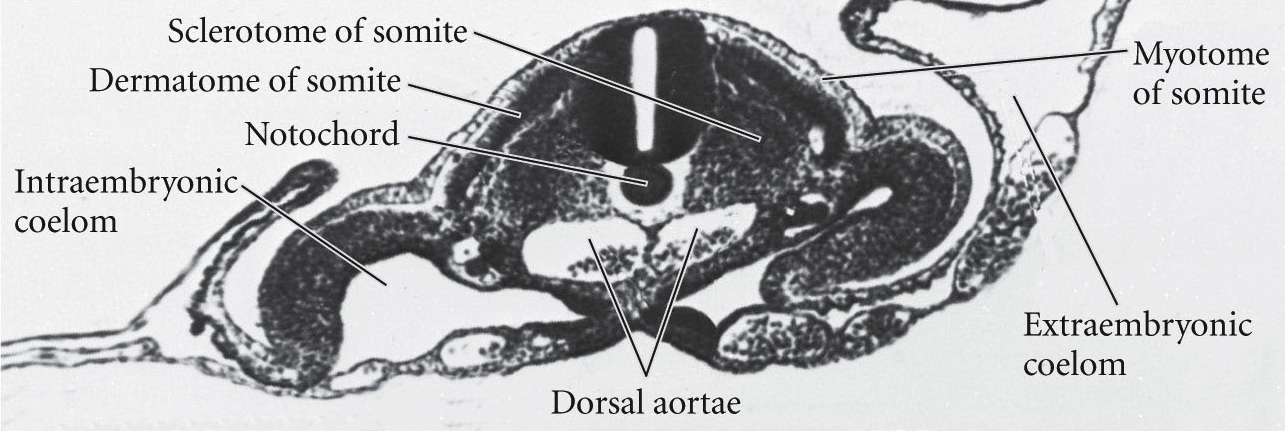 Sclerotome of somite
Dermatome of somite
Notochord
Intraembryonic
coelom
Myotome
of somite
Extraembryonic
coelom
Dorsal aortae